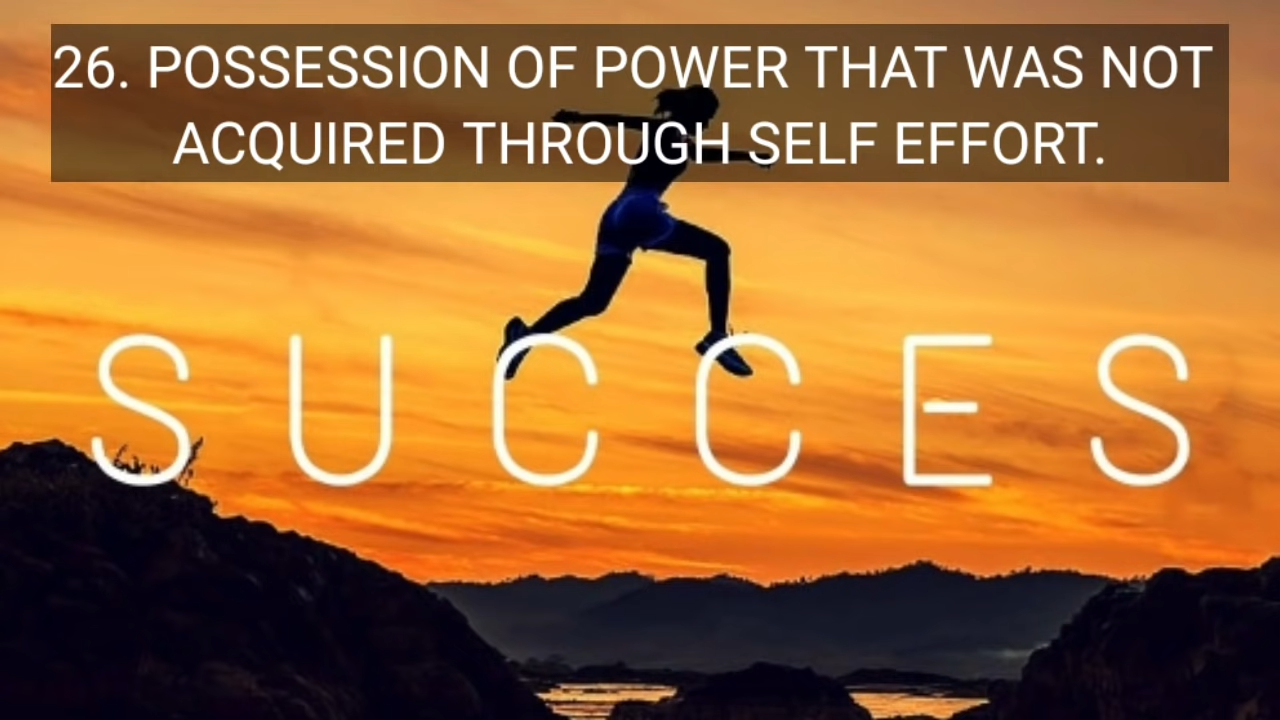 26. POSSESSION OF POWER THAT WAS NOT
ACQUIRED THROUGH SELF EFFORT.
SUCCES